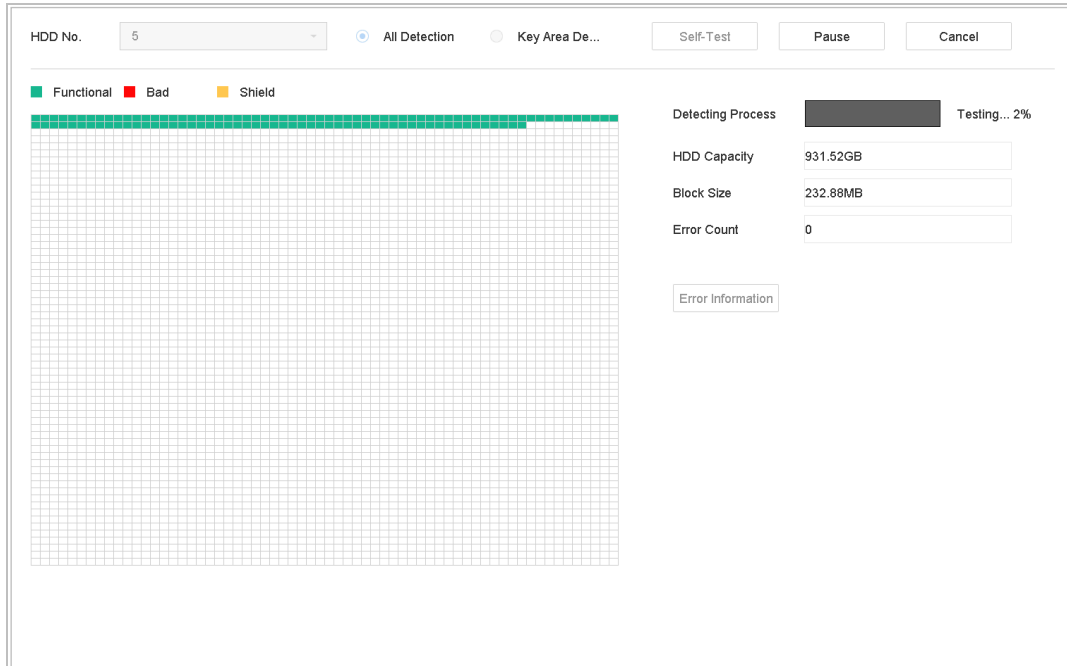 HDD No. 5 All Detection Key Area De... Self-Test Pause Cancel
Functional Bad Shield
Detecting Process Testing... 2%
HDD Capacity 931.52GB
Block Size 232.88MB
Error Count 0
Error Information